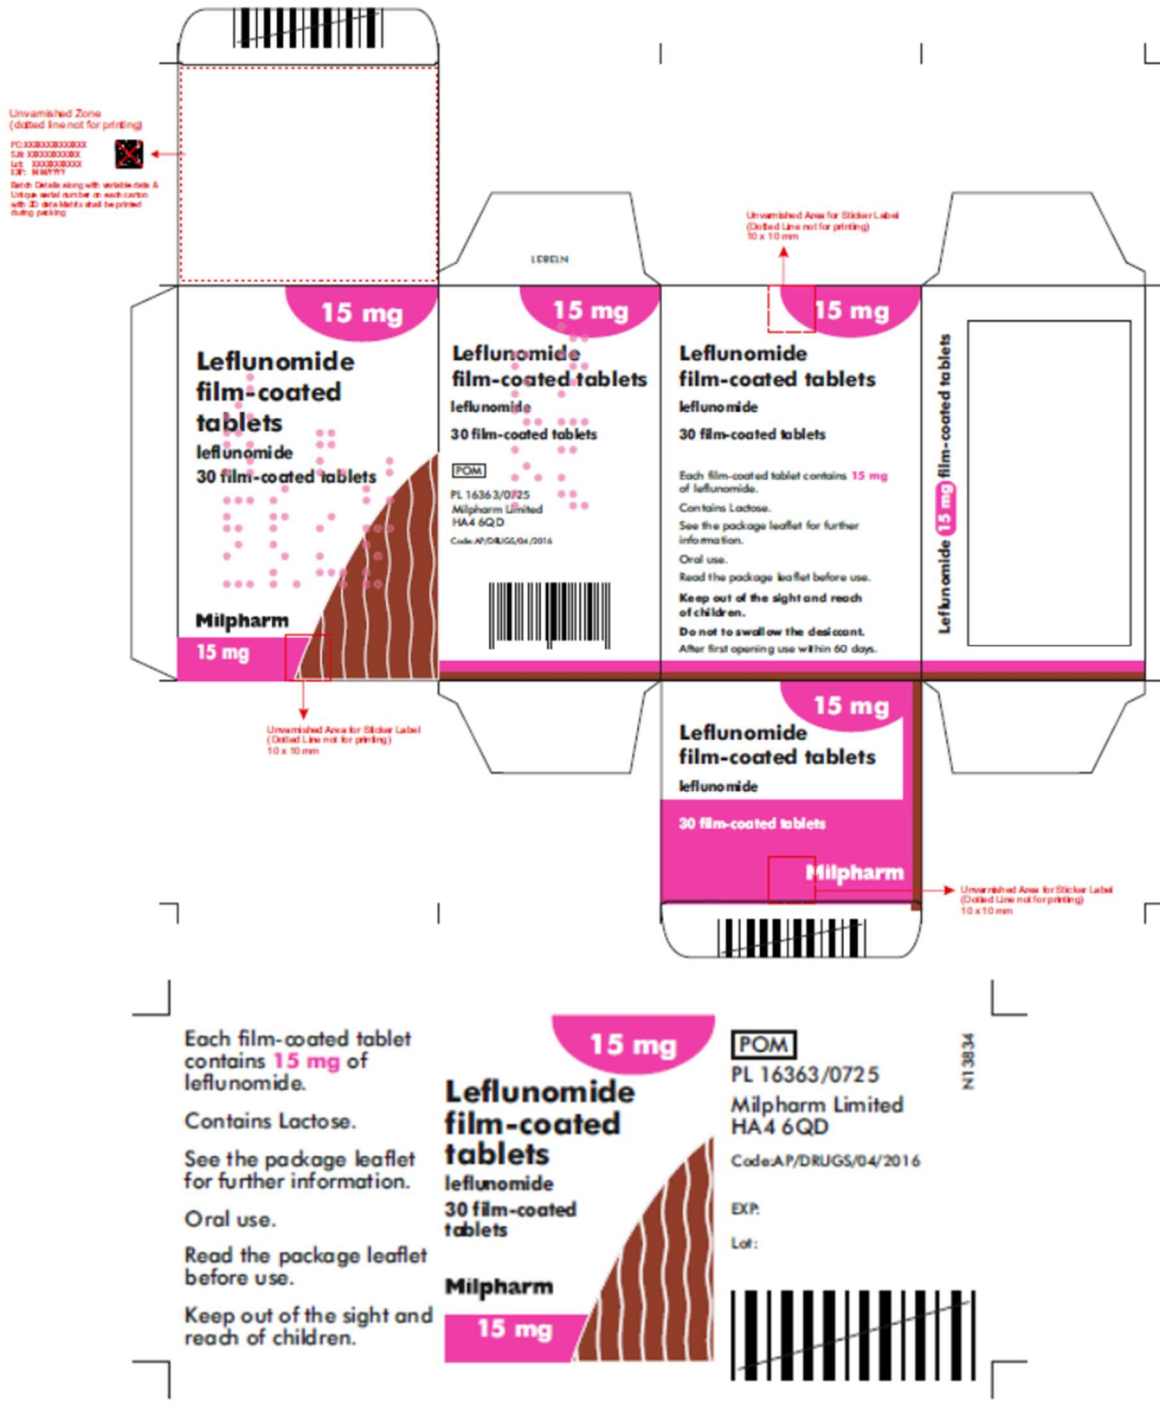 Unvarnished Zone
(dotted line not for printing)
PC:XXXXXXXXXXXXXX
S.N: XXXXXXXXXXX
Lot: XXXXXXXXXX
EXP: MM/YYYY
Batch Details along with variable data &
Unique serial number on each carton
with 2D data Matrix shall be printed
during packing
LEBELN
Unvarnished Area for Sticker Label
(Dotted Line not for printing)
10 x 10 mm
15 mg
Leflunomide
film-coated
tablets
leflunomide
30 film-coated tablets
Milpharm
15 mg
Unvarnished Area for Sticker Label
(Dotted Line not for printing)
10 x 10 mm
15 mg
Leflunomide
film-coated tablets
leflunomide
30 film-coated tablets
POM
PL 16363/0725
Milpharm Limited
HA4 6QD
Code:AP/DRUGS/04/2016
15 mg
Leflunomide
film-coated tablets
leflunomide
30 film-coated tablets
Each film-coated tablet contains 15 mg
of leflunomide.
Contains Lactose.
See the package leaflet for further
information.
Oral use.
Read the package leaflet before use.
Keep out of the sight and reach
of children.
Do not to swallow the desiccant.
After first opening use within 60 days.
Leflunomide 15 mg film-coated tablets
15 mg
Leflunomide
film-coated tablets
leflunomide
30 film-coated tablets
Milpharm
Unvarnished Area for Sticker Label
(Dotted Line not for printing)
10 x 10 mm
Each film-coated tablet
contains 15 mg of
leflunomide.
Contains Lactose.
See the package leaflet
for further information.
Oral use.
Read the package leaflet
before use.
Keep out of the sight and
reach of children.
15 mg
Leflunomide
film-coated
tablets
leflunomide
30 film-coated
tablets
Milpharm
15 mg
POM
PL 16363/0725
Milpharm Limited
HA4 6QD
Code:AP/DRUGS/04/2016
EXP:
Lot:
N13834